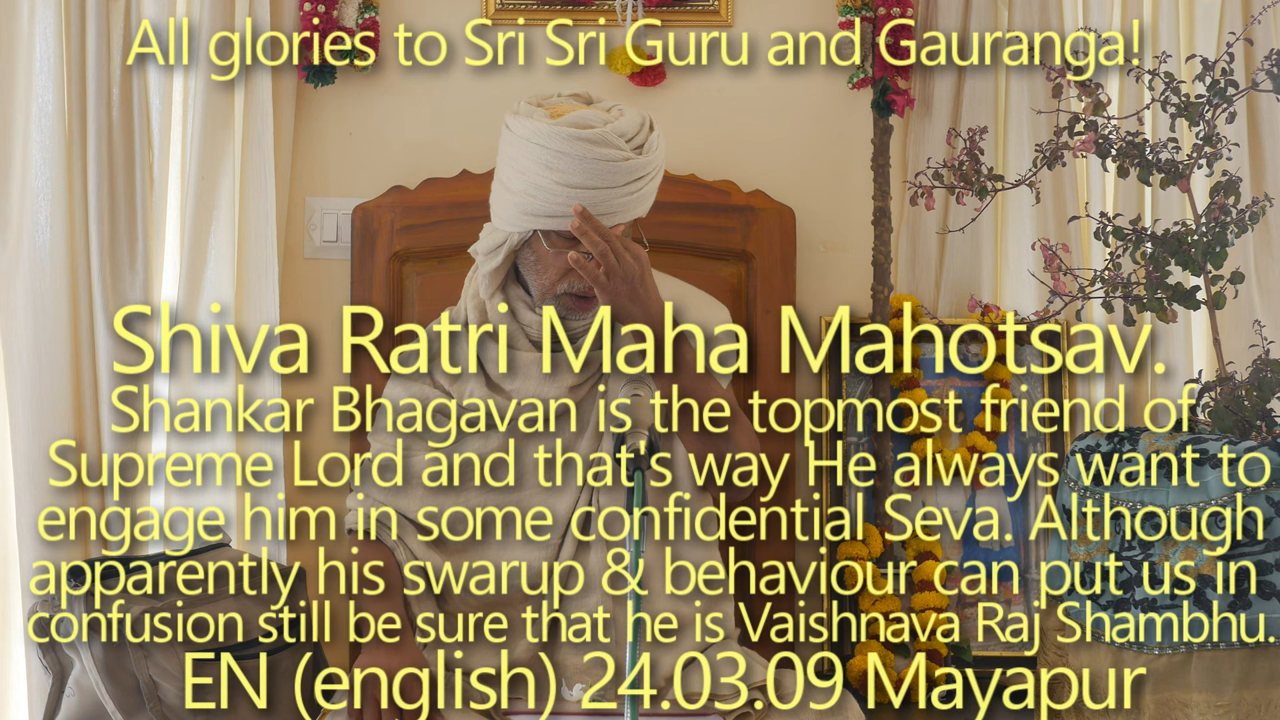 All glories to Sri Sri Guru and Gauranga!
Shiva Ratri Maha Mahotsav.
Shankar Bhagavan is the topmost friend of
Supreme Lord and that's way He always want to
engage him in some confidential Seva. Although
apparently his swarup & behaviour can put us in
confusion still be sure that he is Vaishnava Raj Shambhu.
EN (english) 24.03.09 Mayapur